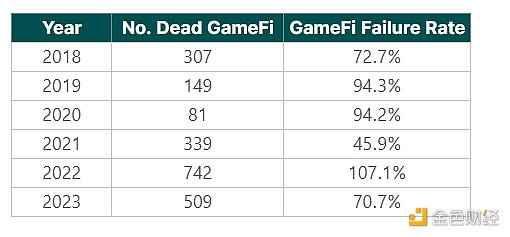 Year No. Dead GameFi GameFi Failure Rate
2018 307 72.7%
2019 149 94.3%
2020 81 94.2%
2021 339 45.9%
2022 742 107.1%
2023 509 70.7%
金色财经